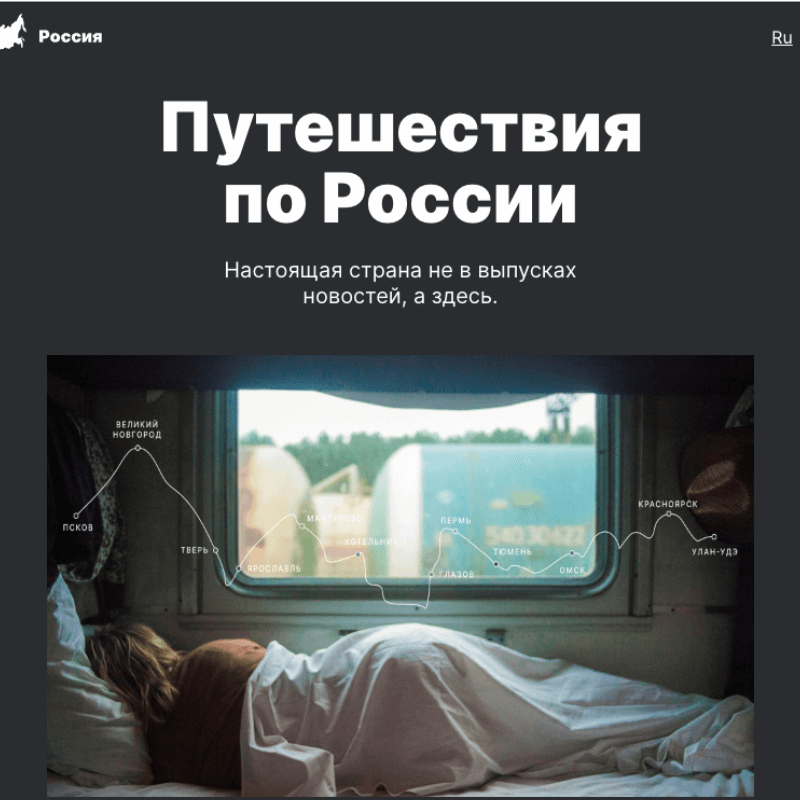 Россия
Ru
Путешествия
по России
Настоящая страна не в выпусках
новостей, а здесь.
ВЕЛИКИЙ
НОВГОРОД
ПСКОВ
ТВЕРЬ
ЯРОСЛАВЛЬ
МАНТУРОВО
КОТЕЛЬНИЧ
ПЕРМЬ
ГЛАЗОВ
ТЮМЕНЬ
ОМСК
КРАСНОЯРСК
УЛАН-УДЭ